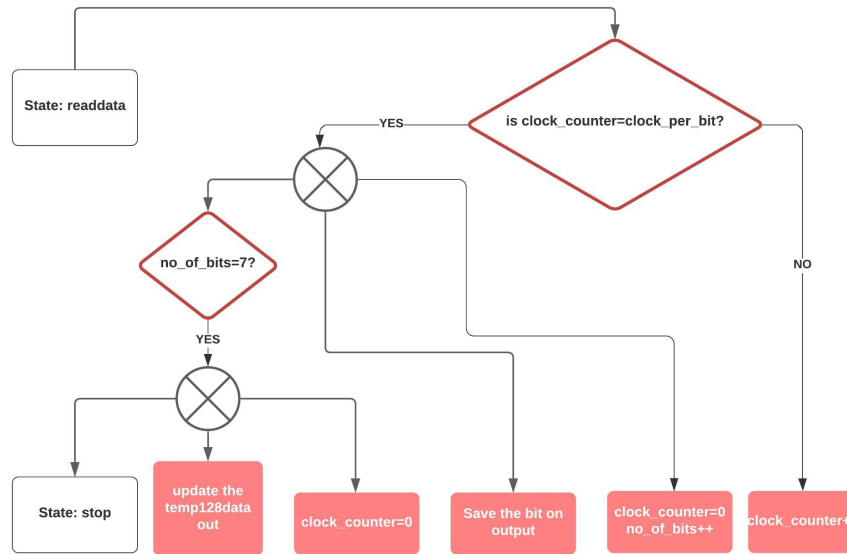 State: readdata
is clock_counter=clock_per_bit?
YES
no_of_bits=7?
NO
YES
State: stop
update the
temp128data
out
clock_counter=0
Save the bit on
output
clock_counter=0
no_of_bits++
clock_counter+